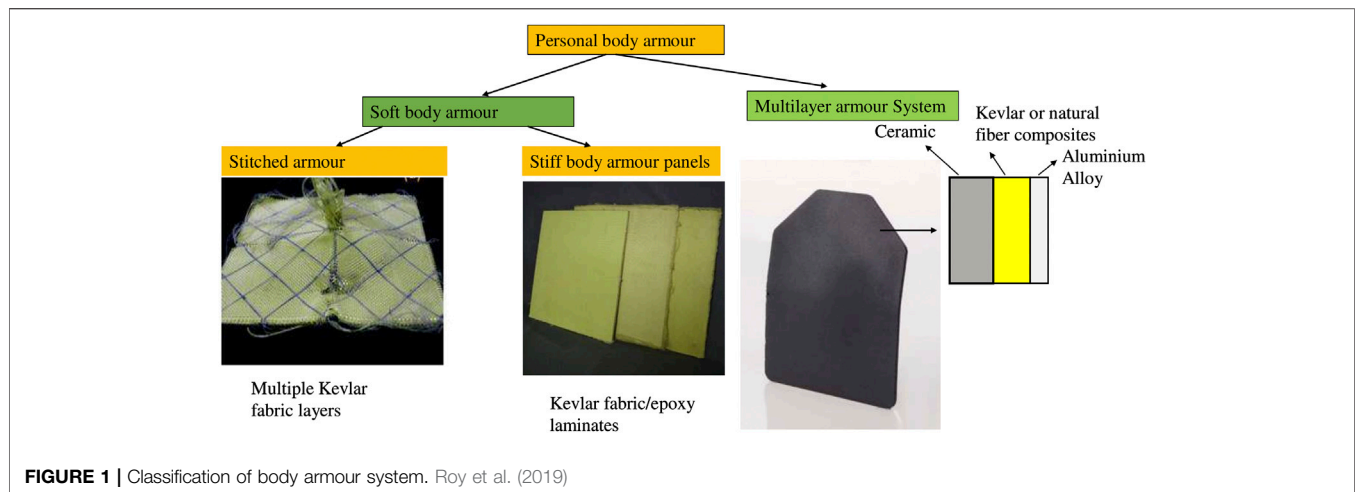 Personal body armour
Soft body armour
Multilayer armour System
Kevlar or natural
fiber composites
Ceramic
Aluminium
Alloy
Stitched armour
Stiff body armour panels
Multiple Kevlar
fabric layers
Kevlar fabric/epoxy
laminates
FIGURE 1 | Classification of body armour system. Roy et al. (2019)